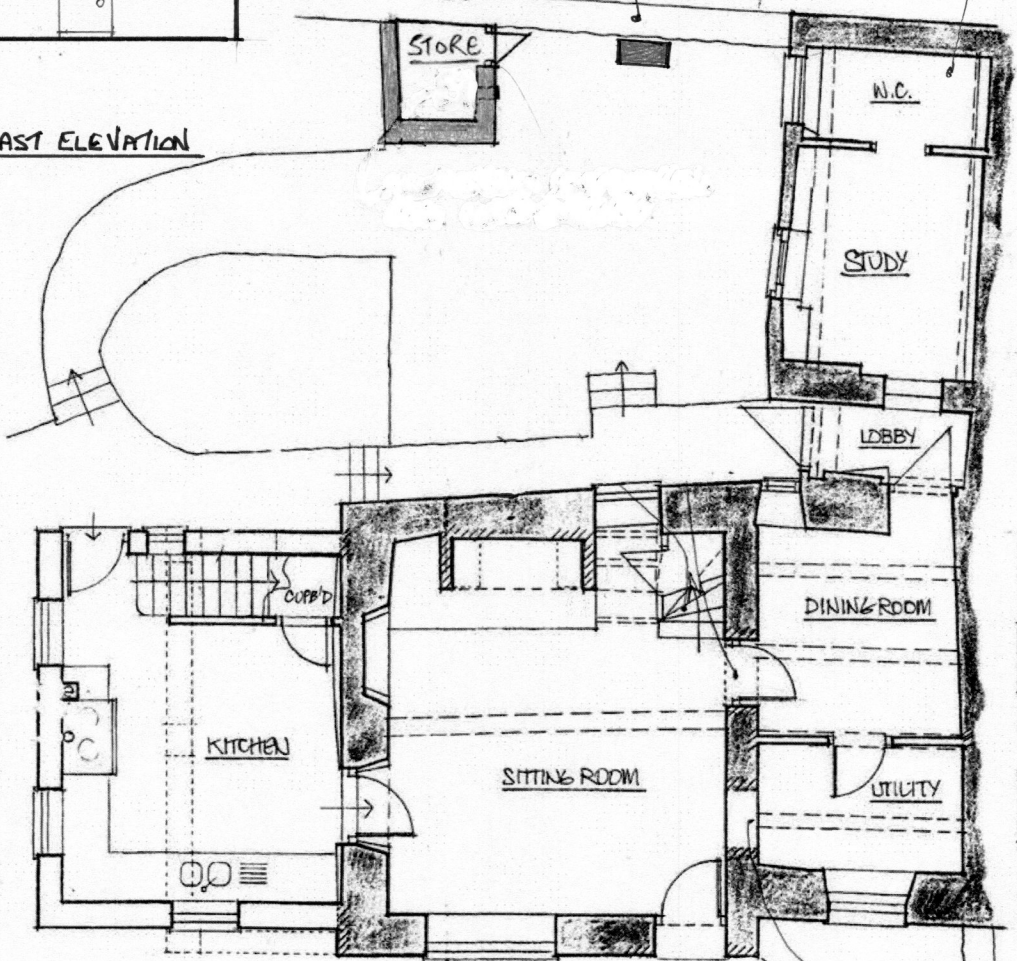 STORE
W.C.
AST ELEVATION
STUDY
LOBBY
CUPB'D
DINING ROOM
KITCHEN
SITTING ROOM
UTILITY